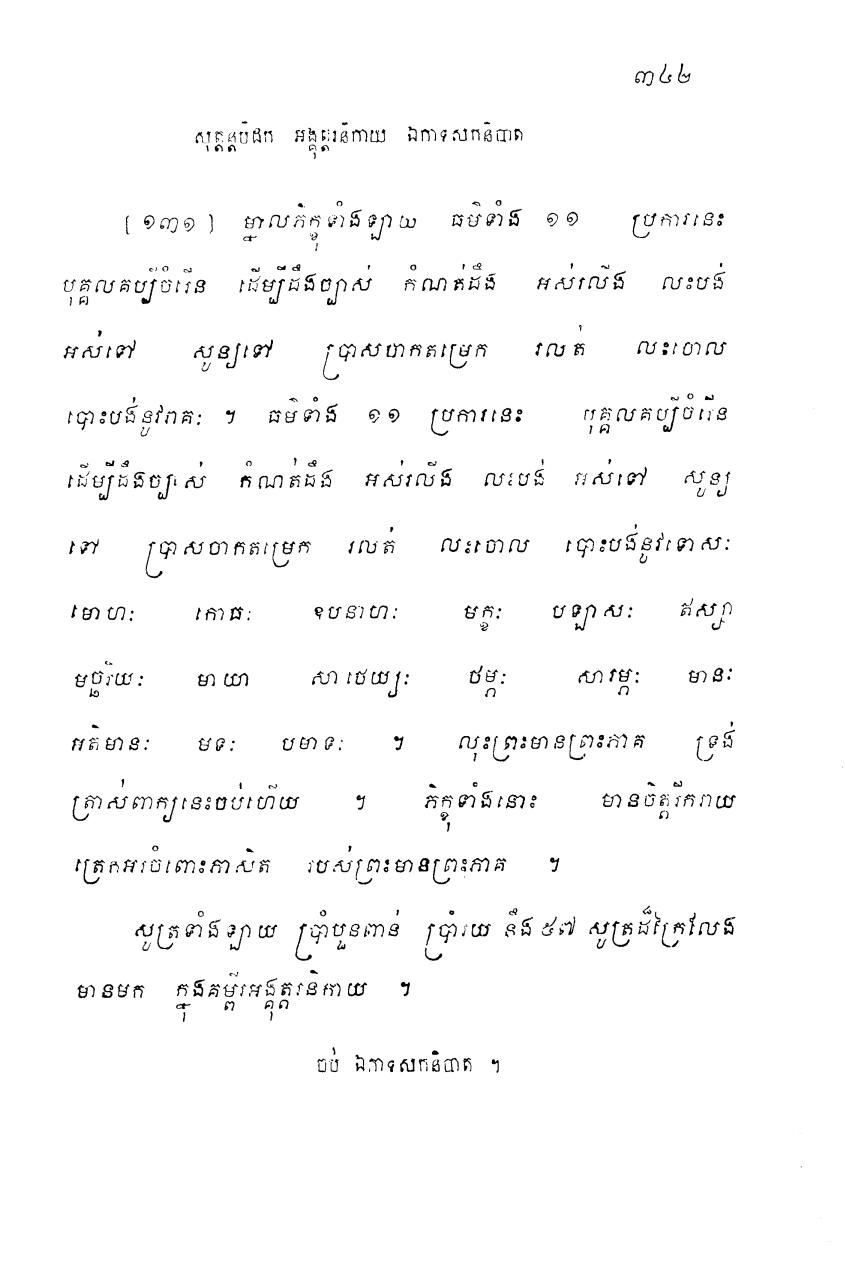 ៣៤២
សុត្តន្តបិដក អង្គុត្តរនិកាយ ឯកាទសកនិបាត
[១៣១] ម្នាលភិក្ខុទាំងឡាយ ធម៌ទាំង ១១ ប្រការនេះ
បុគ្គលគប្បីចំរើន ដើម្បីដឹងច្បាស់ កំណត់ដឹង អស់រលីង លះបង់
អស់ទៅ សូន្យទៅ ប្រាសចាកតម្រេក រលត់ លះចោល
បោះបង់នូវរាគៈ ។ ធម៌ទាំង ១១ ប្រការនេះ បុគ្គលគប្បីចំរើន
ដើម្បីដឹងច្បាស់ កំណត់ដឹង អស់រលីង លះបង់ អស់ទៅ សូន្យ
ទៅ ប្រាសចាកតម្រេក រលត់ លះចោល បោះបង់នូវទោសៈ
មោហៈ កោធៈ ឧបនាហៈ មក្ខៈ បឡាសៈ ឥស្សា
មច្ឆរិយៈ មាយា សាថេយ្យៈ ថម្ភៈ សារម្ភៈ មានៈ
អតិមានៈ មទៈ បមាទៈ ។ លុះព្រះមានព្រះភាគ ទ្រង់
ត្រាស់ពាក្យនេះចប់ហើយ ។ ភិក្ខុទាំងនោះ មានចិត្តរីករាយ
ត្រេកអរចំពោះភាសិត របស់ព្រះមានព្រះភាគ ។
សូត្រទាំងឡាយ ប្រាំបួនពាន់ ប្រាំរយ នឹង ៥៧ សូត្រដ៏ក្រៃលែង
មានមក ក្នុងគម្ពីរអង្គុត្តរនិកាយ ។
ចប់ ឯកាទសកនិបាត ។